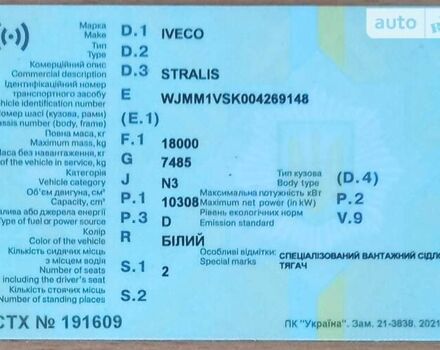 auto
Марка D.1 IVECO
Make
Тип D.2
Type
Комерційний опис D.3 STRALIS
Commercial description
Ідентифікаційний номер
транспортного засобу E WJMM1VSK004269148
Vehicle identification number
номер шасі (кузова, рами) (E.1)
number (body, frame)
Повна маса, кг F.1 18000
Maximum mass, kg
Маса без навантаження, кг G 7485
of the vehicle in service, kg
Категорія J N3 Тип кузова (D.4)
Vehicle category Body type
Об'єм двигуна, см³ P.1 10308 Максимальна потужність кВт P.2
Capacity, cm³ Maximum net power (in kW)
або джерела енергії P.3 D Рівень екологічних норм V.9
Type of fuel or power source Emission standard
Колір R БІЛИЙ
Color of the vehicle Особливі відмітки: СПЕЦІАЛІЗОВАНИЙ ВАНТАЖНИЙ
Кількість сидячих місць Special marks ТЯГАЧ
з місцем водія S.1 2
Number of seats
including the driver's seat
Кількість стоячих місць S.2
Number of standing places
СТХ № 191609
ПК "Україна". Зам. 21-3838. 2021